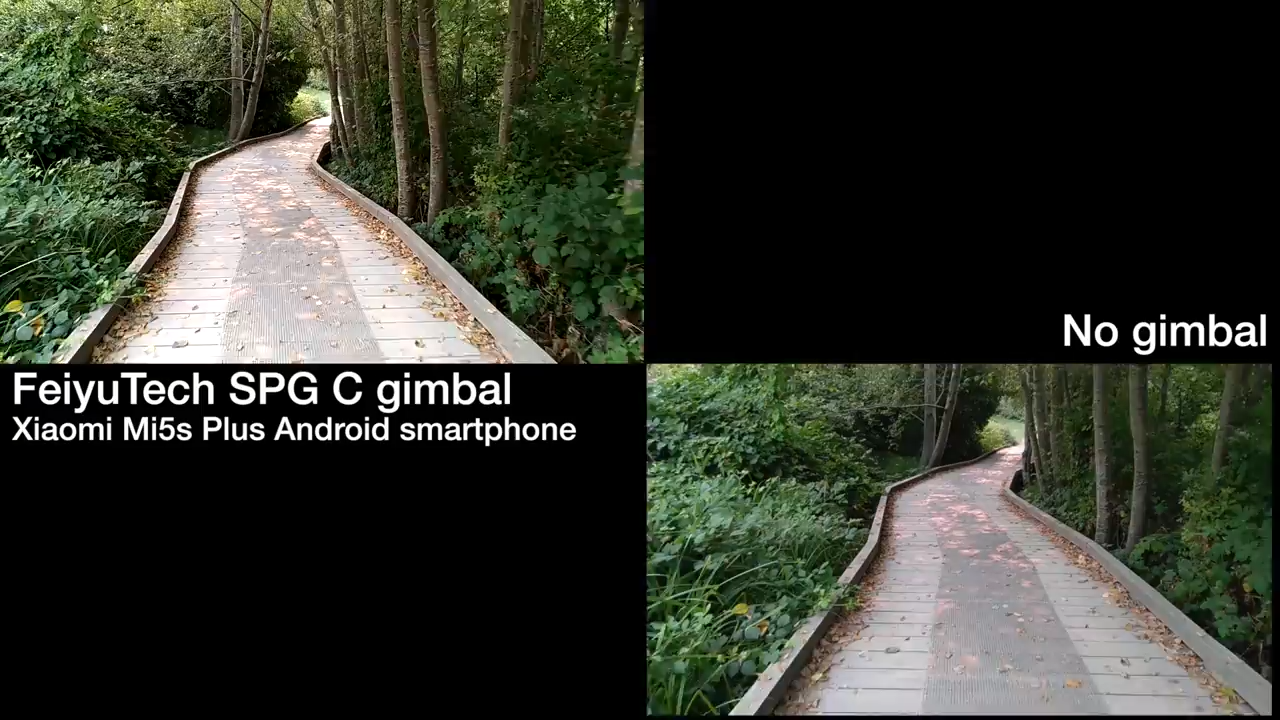 No gimbal
FeiyuTech SPG C gimbal
Xiaomi Mi5s Plus Android smartphone